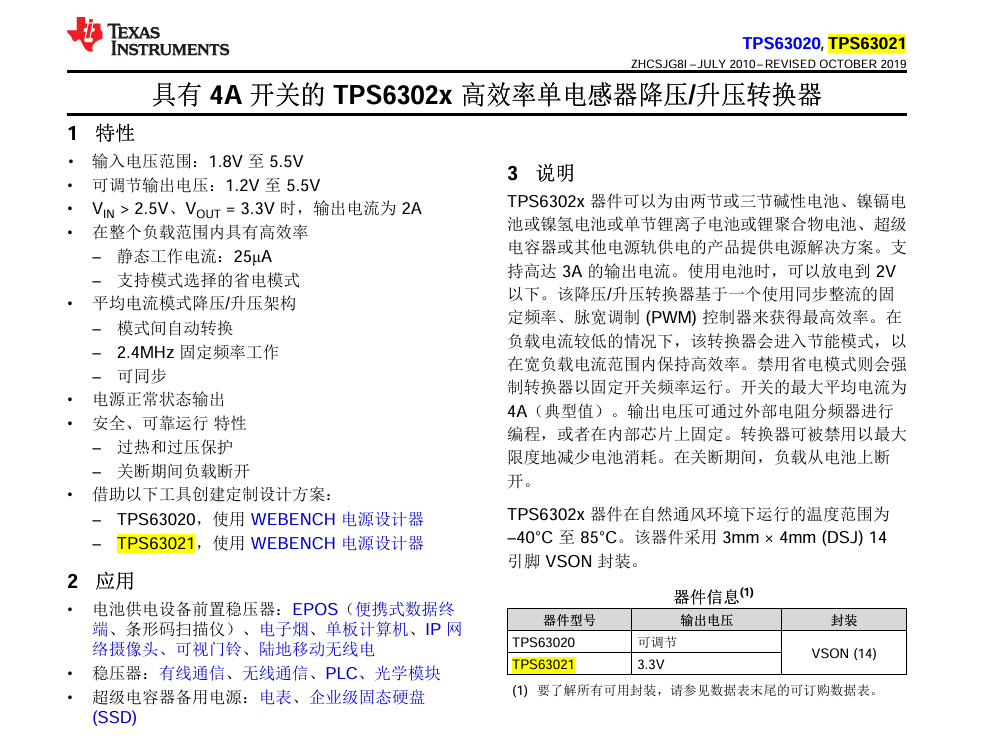 TEXAS
INSTRUMENTS
TPS63020, TPS63021
ZHCSJG8I – JULY 2010 – REVISED OCTOBER 2019
具有 4A 开关的 TPS6302x 高效率单电感器降压/升压转换器
1 特性
• 输入电压范围：1.8V 至 5.5V
• 可调节输出电压：1.2V 至 5.5V
• VIN > 2.5V、VOUT = 3.3V 时，输出电流为 2A
• 在整个负载范围内具有高效率
– 静态工作电流：25μA
– 支持模式选择的省电模式
• 平均电流模式降压/升压架构
– 模式间自动转换
– 2.4MHz 固定频率工作
– 可同步
• 电源正常状态输出
• 安全、可靠运行 特性
– 过热和过压保护
– 关断期间负载断开
• 借助以下工具创建定制设计方案：
– TPS63020，使用 WEBENCH 电源设计器
– TPS63021，使用 WEBENCH 电源设计器
2 应用
• 电池供电设备前置稳压器：EPOS（便携式数据终
端、条形码扫描仪）、电子烟、单板计算机、IP 网
络摄像头、可视门铃、陆地移动无线电
• 稳压器：有线通信、无线通信、PLC、光学模块
• 超级电容器备用电源：电表、企业级固态硬盘
(SSD)
3 说明
TPS6302x 器件可以为由两节或三节碱性电池、镍镉电
池或镍氢电池或单节锂离子电池或锂聚合物电池、超级
电容器或其他电源轨供电的产品提供电源解决方案。支
持高达 3A 的输出电流。使用电池时，可以放电到 2V
以下。该降压/升压转换器基于一个使用同步整流的固
定频率、脉宽调制 (PWM) 控制器来获得最高效率。在
负载电流较低的情况下，该转换器会进入节能模式，以
在宽负载电流范围内保持高效率。禁用省电模式则会强
制转换器以固定开关频率运行。开关的最大平均电流为
4A（典型值）。输出电压可通过外部电阻分频器进行
编程，或者在内部芯片上固定。转换器可被禁用以最大
限度地减少电池消耗。在关断期间，负载从电池上断
开。
TPS6302x 器件在自然通风环境下运行的温度范围为
–40°C 至 85°C。该器件采用 3mm × 4mm (DSJ) 14
引脚 VSON 封装。
器件信息(1)
器件型号 输出电压 封装
TPS63020 可调节 VSON (14)
TPS63021 3.3V
(1) 要了解所有可用封装，请参见数据表末尾的可订购数据表。